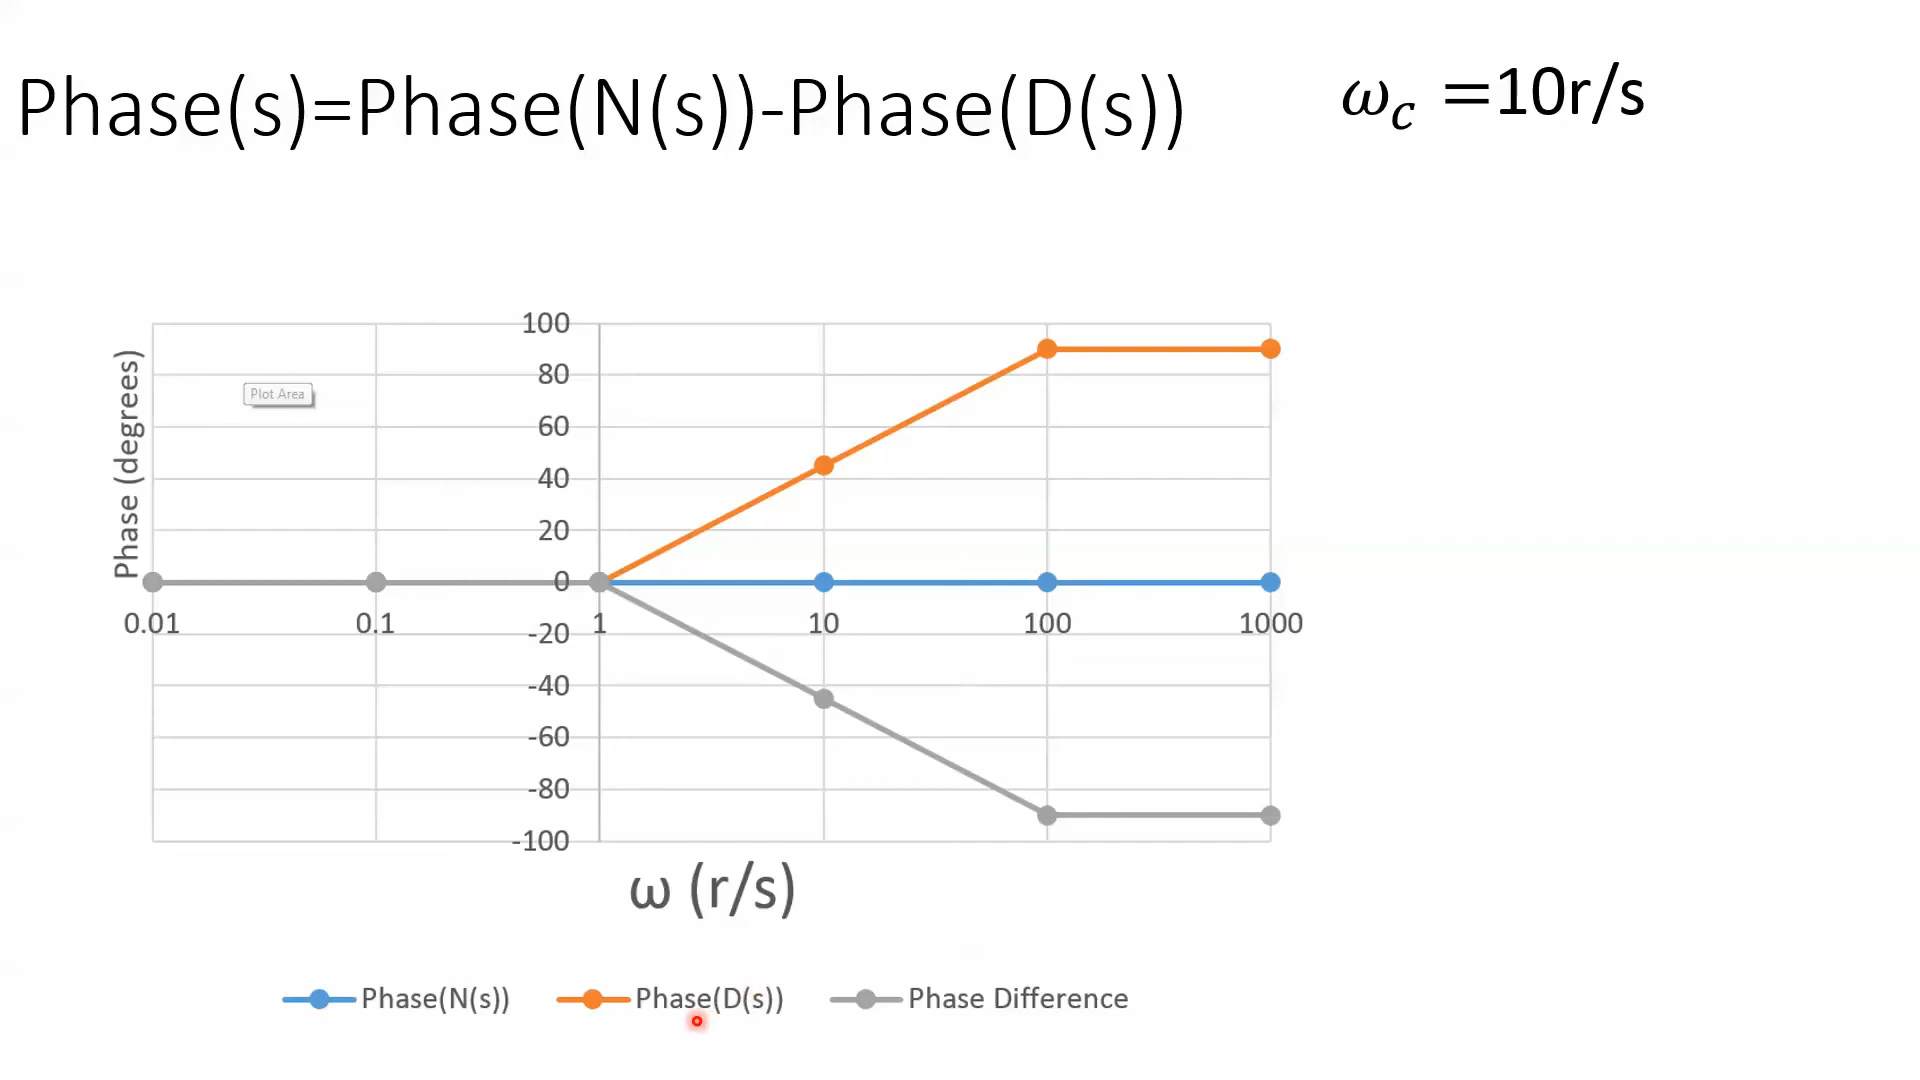 Phase(s)=Phase(N(s))-Phase(D(s))
ω_c =10r/s
Phase (degrees)
Plot Area
100
80
60
40
20
0
-20
-40
-60
-80
-100
0.01 0.1 1 10 100 1000
ω (r/s)
Phase(N(s)) Phase(D(s)) Phase Difference